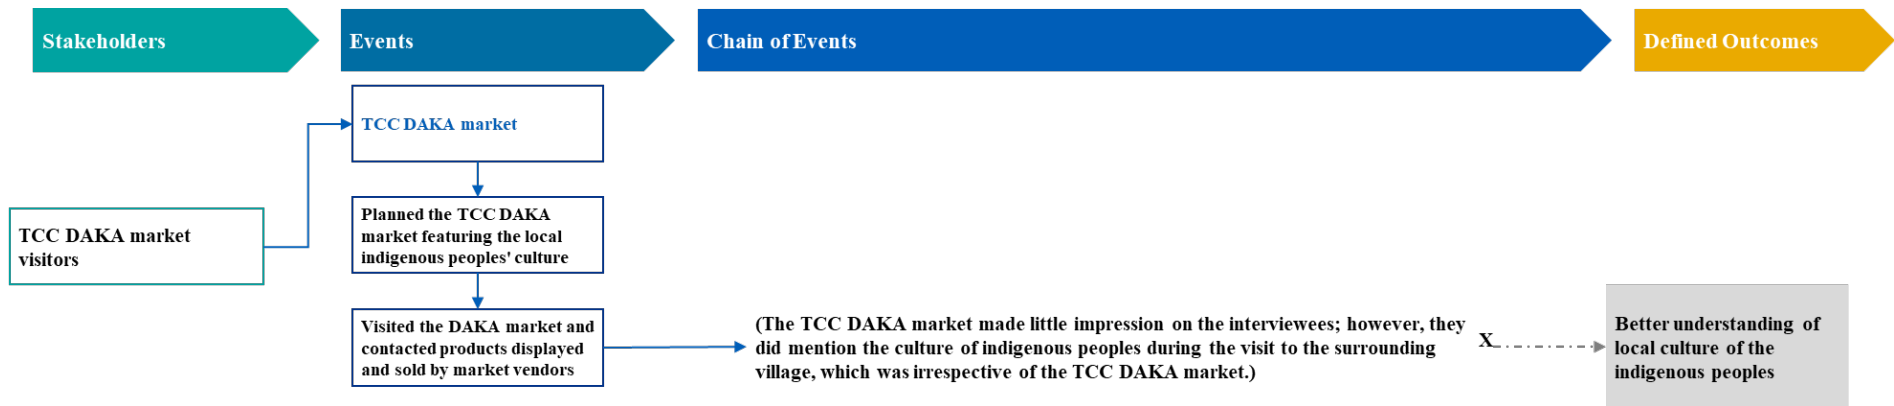 Stakeholders
Events
Chain of Events
Defined Outcomes
TCC DAKA market
visitors
TCC DAKA market
Planned the TCC DAKA
market featuring the local
indigenous peoples' culture
Visited the DAKA market and
contacted products displayed
and sold by market vendors
(The TCC DAKA market made little impression on the interviewees; however, they
did mention the culture of indigenous peoples during the visit to the surrounding
village, which was irrespective of the TCC DAKA market.)
X
Better understanding of
local culture of the
indigenous peoples